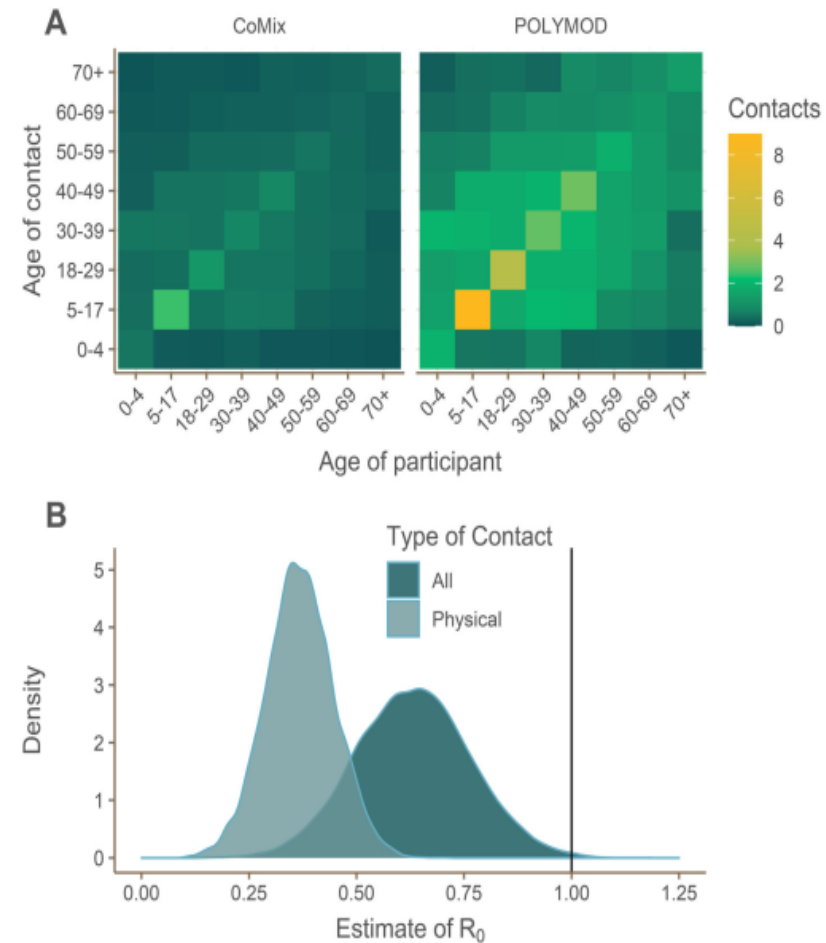 A
CoMix
POLYMOD
Age of contact
70+
60-69
50-59
40-49
30-39
18-29
5-17
0-4
Contacts
8
6
4
2
0
0-4 5-17 18-29 30-39 40-49 50-59 60-69 70+
0-4 5-17 18-29 30-39 40-49 50-59 60-69 70+
Age of participant
B
Type of Contact
All
Physical
Density
5
4
3
2
1
0
0.00 0.25 0.50 0.75 1.00 1.25
Estimate of R₀